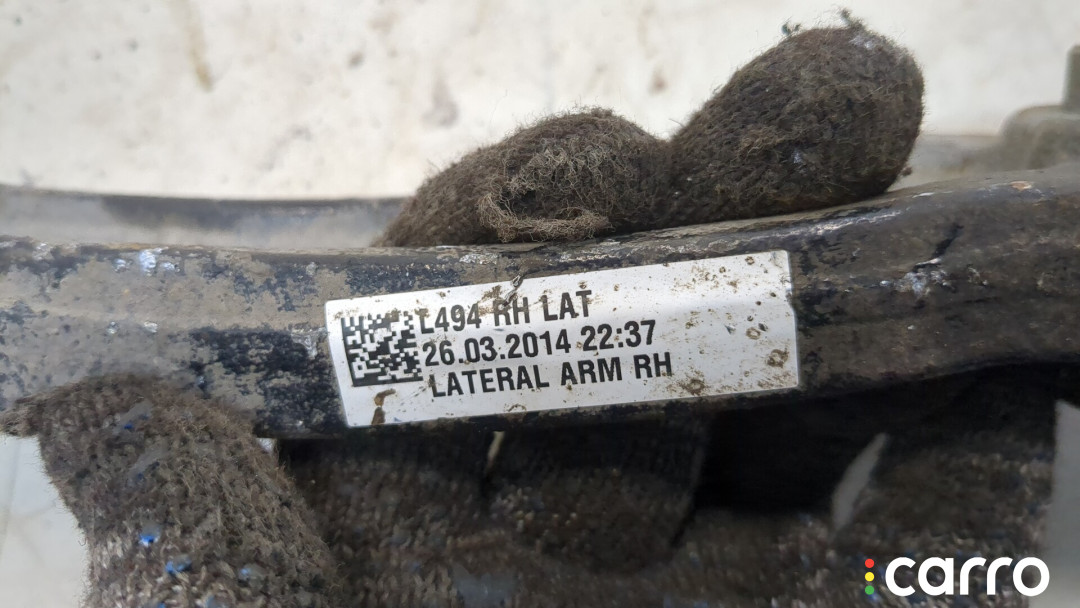 L494 RH LAT
26.03.2014 22:37
LATERAL ARM RH
carro